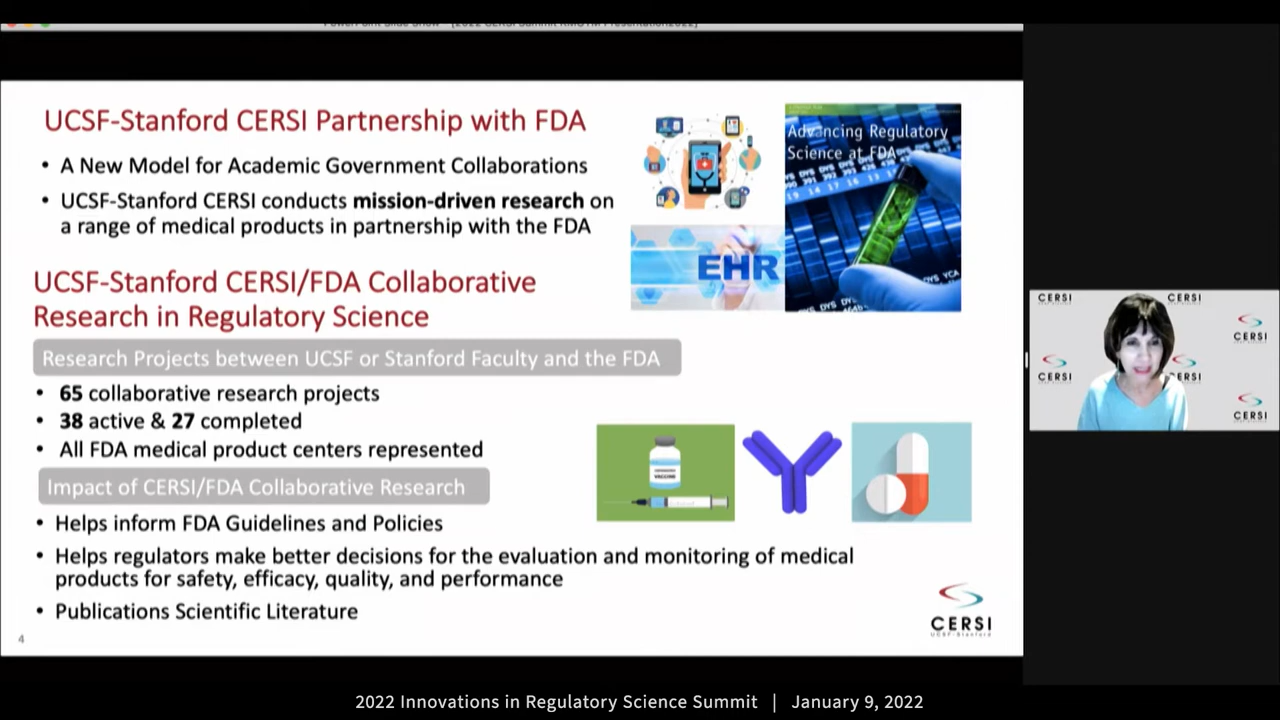 UCSF-Stanford CERSI Partnership with FDA
• A New Model for Academic Government Collaborations
• UCSF-Stanford CERSI conducts mission-driven research on
a range of medical products in partnership with the FDA
Advancing Regulatory
Science at FDA
EHR
UCSF-Stanford CERSI/FDA Collaborative
Research in Regulatory Science
Research Projects between UCSF or Stanford Faculty and the FDA
• 65 collaborative research projects
• 38 active & 27 completed
• All FDA medical product centers represented
VACCINE
Impact of CERSI/FDA Collaborative Research
• Helps inform FDA Guidelines and Policies
• Helps regulators make better decisions for the evaluation and monitoring of medical
products for safety, efficacy, quality, and performance
• Publications Scientific Literature
CERSI
UCSF-Stanford
4
CERSI
CERSI
CERSI
CERSI
CERSI
CERSI
2022 Innovations in Regulatory Science Summit | January 9, 2022